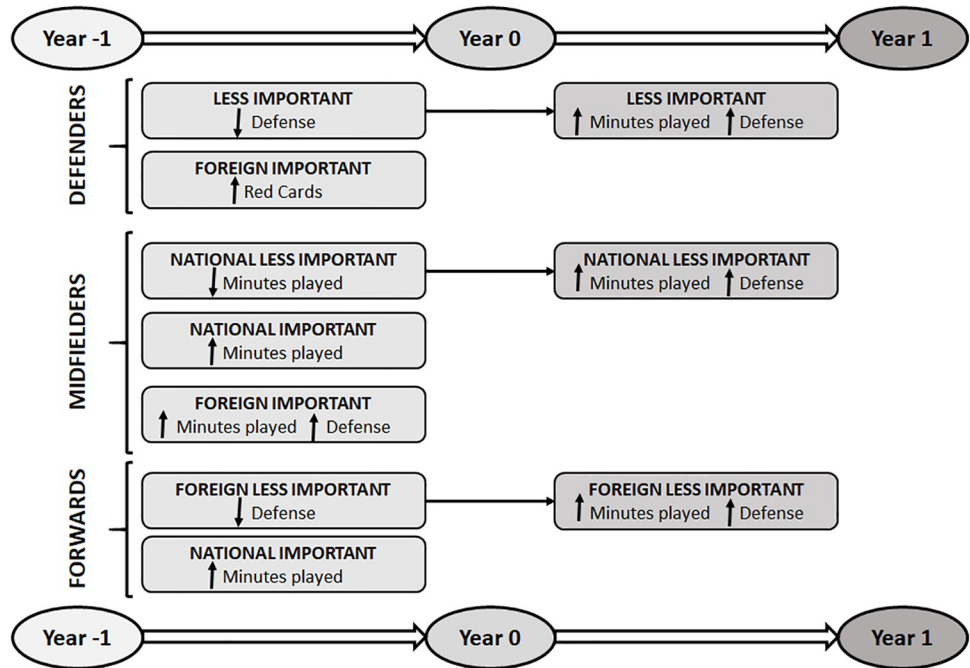 Year -1
Year 0
Year 1
DEFENDERS
LESS IMPORTANT
Defense
LESS IMPORTANT
Minutes played Defense
FOREIGN IMPORTANT
Red Cards
MIDFIELDERS
NATIONAL LESS IMPORTANT
Minutes played
NATIONAL LESS IMPORTANT
Minutes played Defense
NATIONAL IMPORTANT
Minutes played
FOREIGN IMPORTANT
Minutes played Defense
FORWARDS
FOREIGN LESS IMPORTANT
Defense
FOREIGN LESS IMPORTANT
Minutes played Defense
NATIONAL IMPORTANT
Minutes played
Year -1
Year 0
Year 1